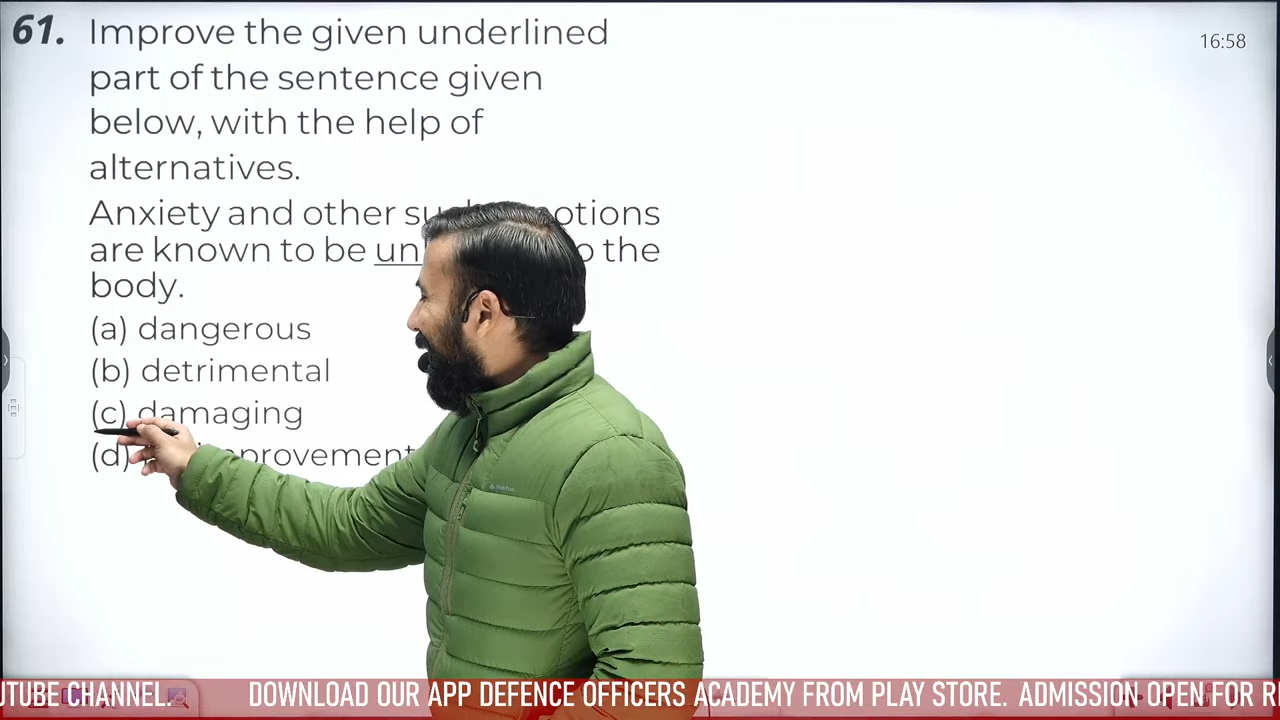 61. Improve the given underlined
part of the sentence given
below, with the help of
alternatives.
Anxiety and other
are known to be the
body.
(a) dangerous
(b) detrimental
(c) damaging
(d)
16:58
CHANNEL. DOWNLOAD OUR APP DEFENCE OFFICERS ACADEMY FROM PLAY STORE. ADMISSION OPEN FOR